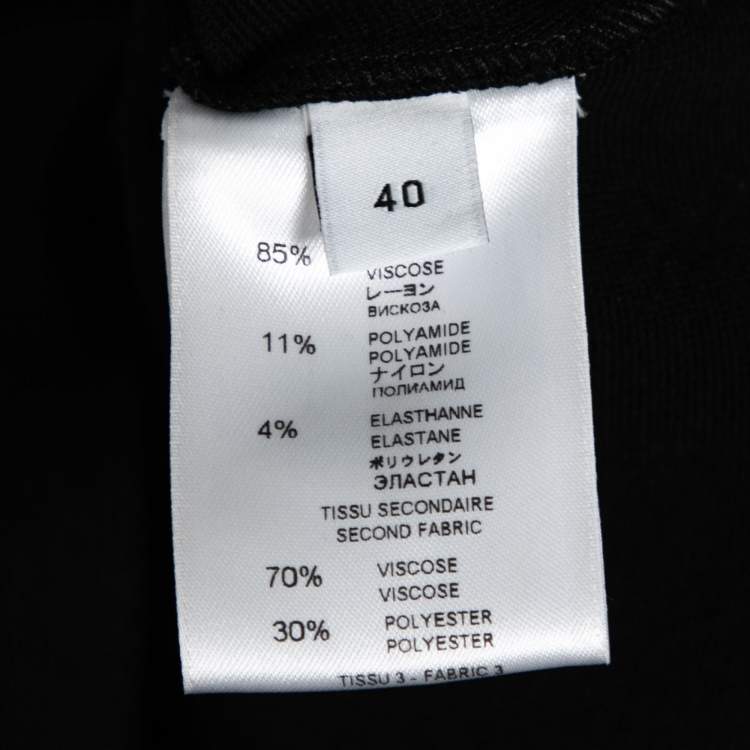 40
85% VISCOSE
レーヨン
ВИСКОЗА
11% POLYAMIDE
POLYAMIDE
ナイロン
ПОЛИАМИД
4% ELASTHANNE
ELASTANE
ポリウレタン
ЭЛАСТАН
TISSU SECONDAIRE
SECOND FABRIC
70% VISCOSE
VISCOSE
30% POLYESTER
POLYESTER
TISSU 3 - FABRIC 3